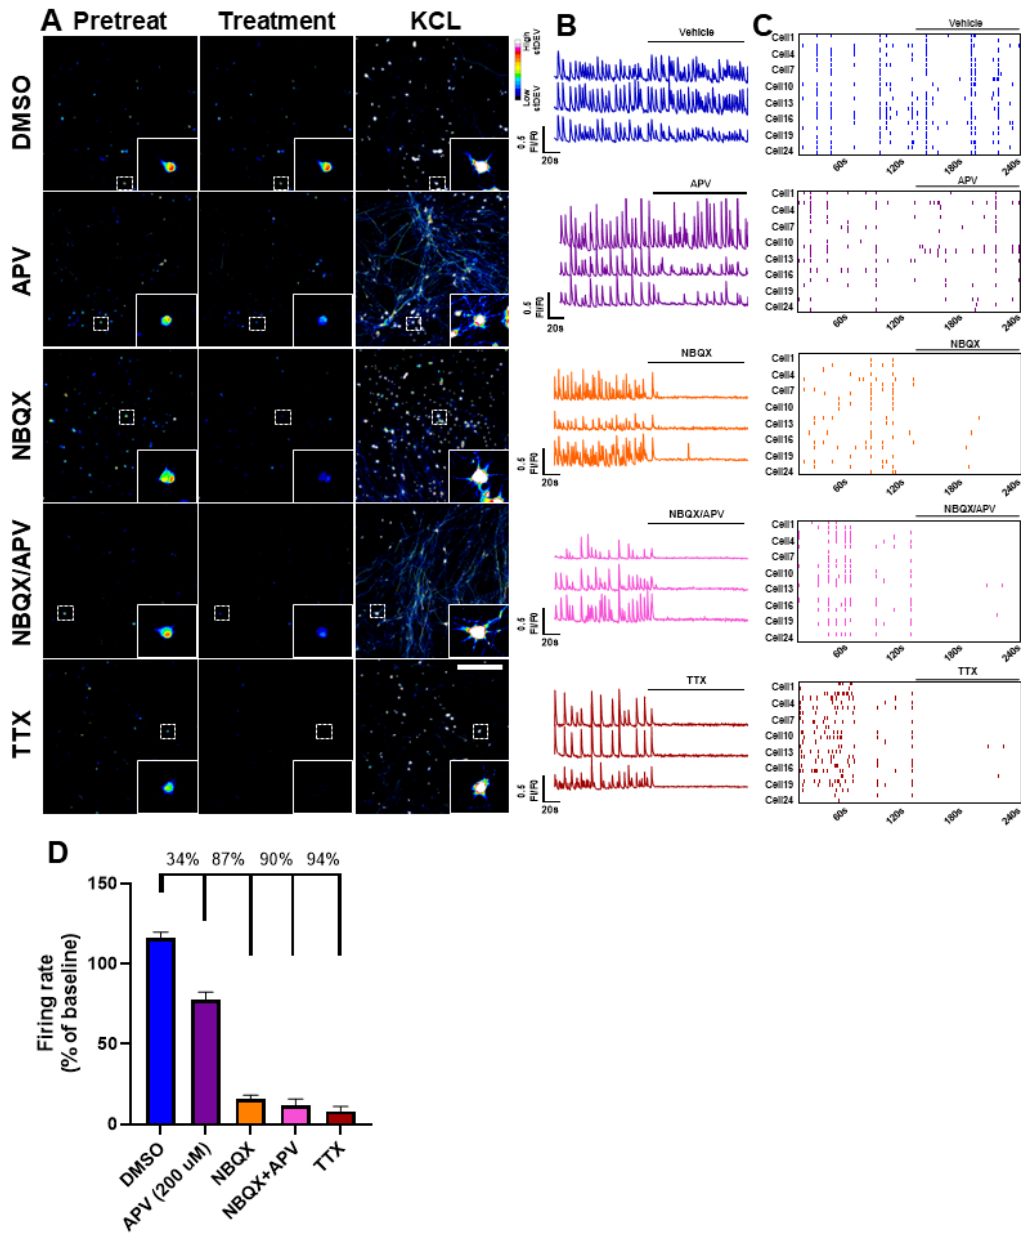 A Pretreat Treatment KCL
High
stDEV
Low
stDEV
DMSO
APV
NBQX
NBQX/APV
TTX
B
Vehicle
0.5
FI/F0
20s
APV
0.5
FI/F0
20s
NBQX
0.5
FI/F0
20s
NBQX/APV
0.5
FI/F0
20s
TTX
0.5
FI/F0
20s
C
Vehicle
Cell1
Cell4
Cell7
Cell10
Cell13
Cell16
Cell19
Cell24
60s 120s 180s 240s
APV
Cell1
Cell4
Cell7
Cell10
Cell13
Cell16
Cell19
Cell24
60s 120s 180s 240s
NBQX
Cell1
Cell4
Cell7
Cell10
Cell13
Cell16
Cell19
Cell24
60s 120s 180s 240s
NBQX/APV
Cell1
Cell4
Cell7
Cell10
Cell13
Cell16
Cell19
Cell24
60s 120s 180s 240s
TTX
Cell1
Cell4
Cell7
Cell10
Cell13
Cell16
Cell19
Cell24
60s 120s 180s 240s
D
34% 87% 90% 94%
Firing rate
(% of baseline)
150
100
50
0
DMSO
APV (200 uM)
NBQX
NBQX+APV
TTX